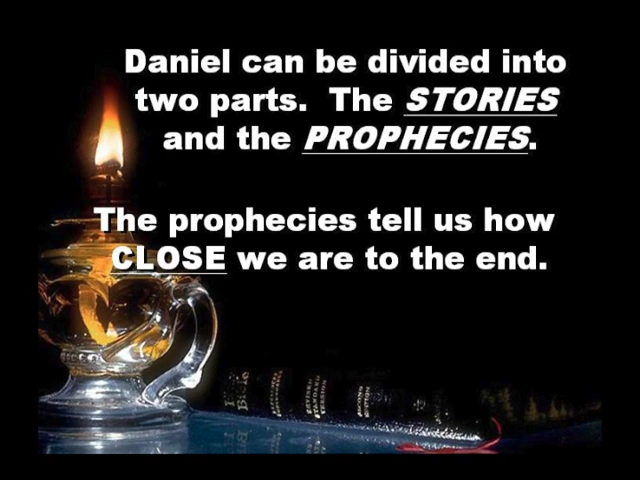 Daniel can be divided into
two parts.  The STORIES
and the PROPHECIES.
The prophecies tell us how
CLOSE we are to the end.